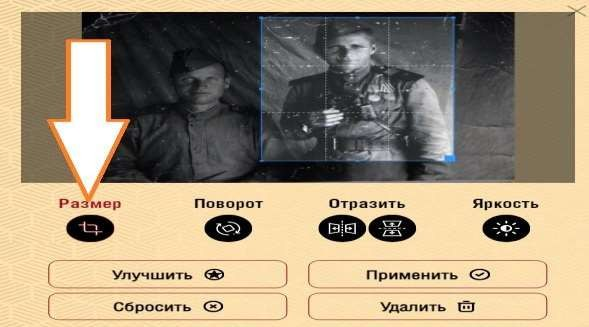 Размер Поворот Отразить Яркость
Улучшить Применить
Сбросить Удалить